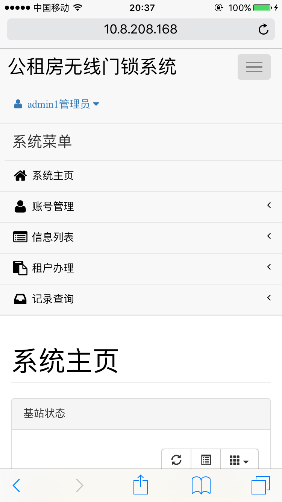 中国移动
20:37
100%
10.8.208.168
公租房无线门锁系统
admin1管理员
系统菜单
系统主页
账号管理
信息列表
租户办理
记录查询
系统主页
基站状态